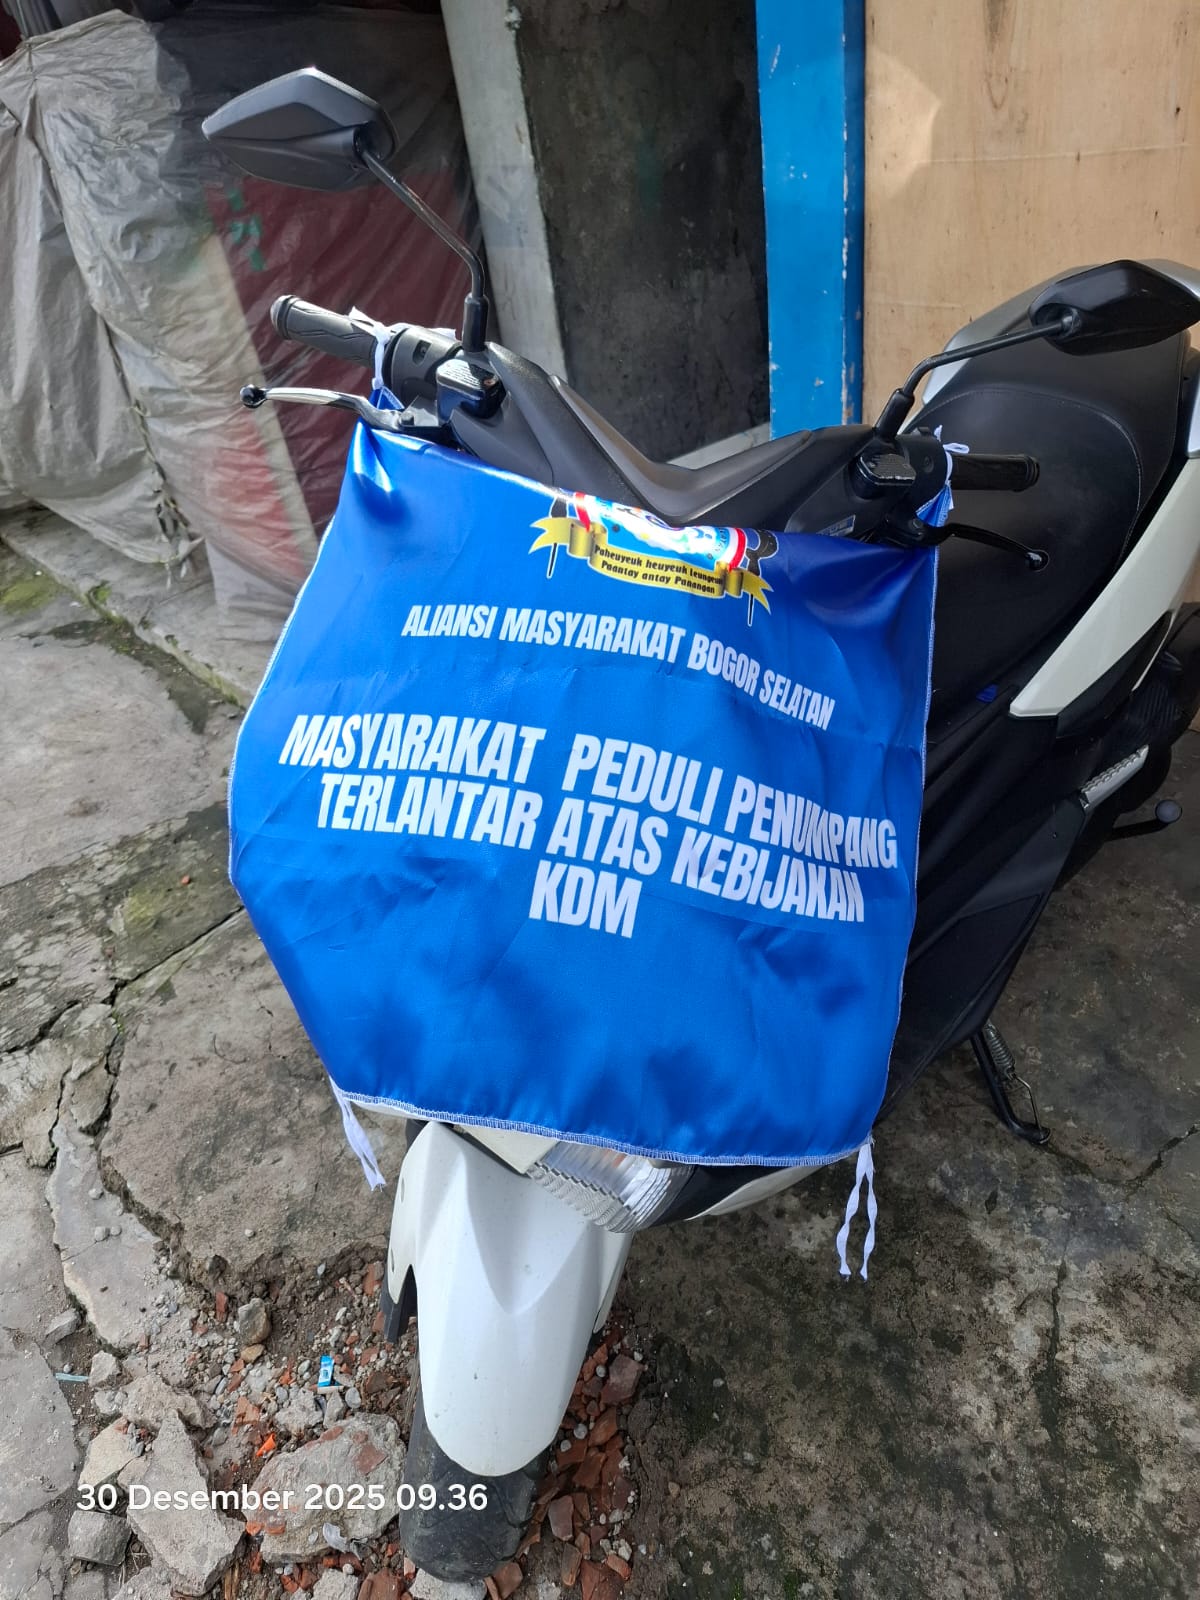 Paheuyeuk heuyeuk leungeun
Paantay antay Panangan
ALIANSI MASYARAKAT BOGOR SELATAN
MASYARAKAT PEDULI PENUMPANG
TERLANTAR ATAS KEBIJAKAN
KDM
30 Desember 2025 09.36